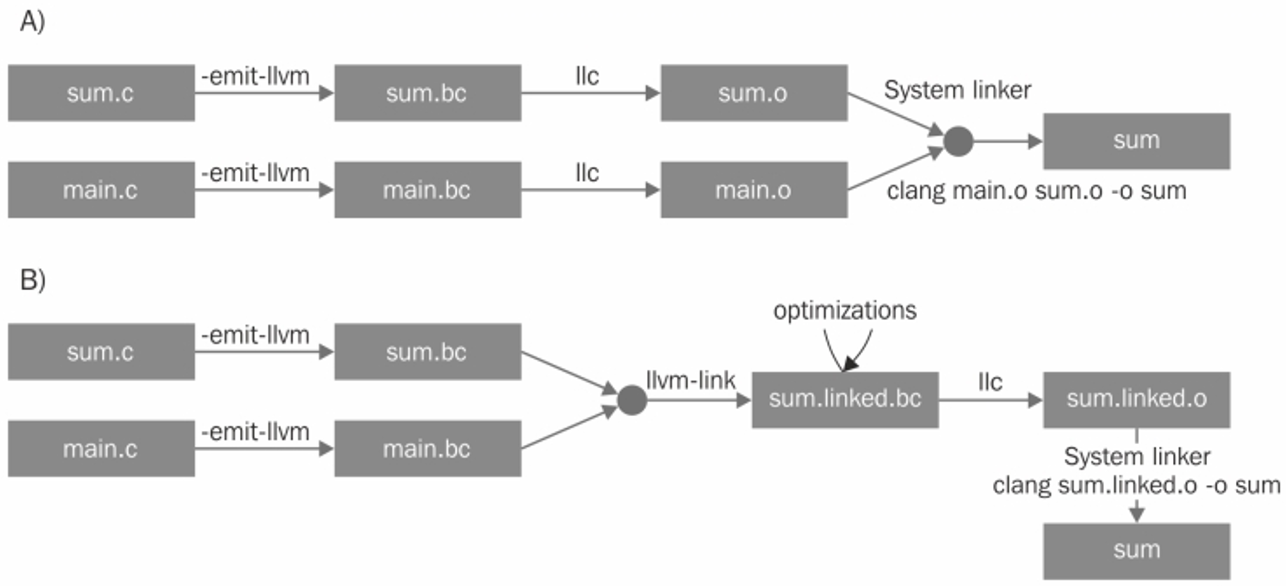 A)
sum.c
-emit-llvm
sum.bc
llc
sum.o
System linker
sum
main.c
-emit-llvm
main.bc
llc
main.o
clang main.o sum.o -o sum
B)
optimizations
sum.c
-emit-llvm
sum.bc
llvm-link
sum.linked.bc
llc
sum.linked.o
main.c
-emit-llvm
main.bc
System linker
clang sum.linked.o -o sum
sum